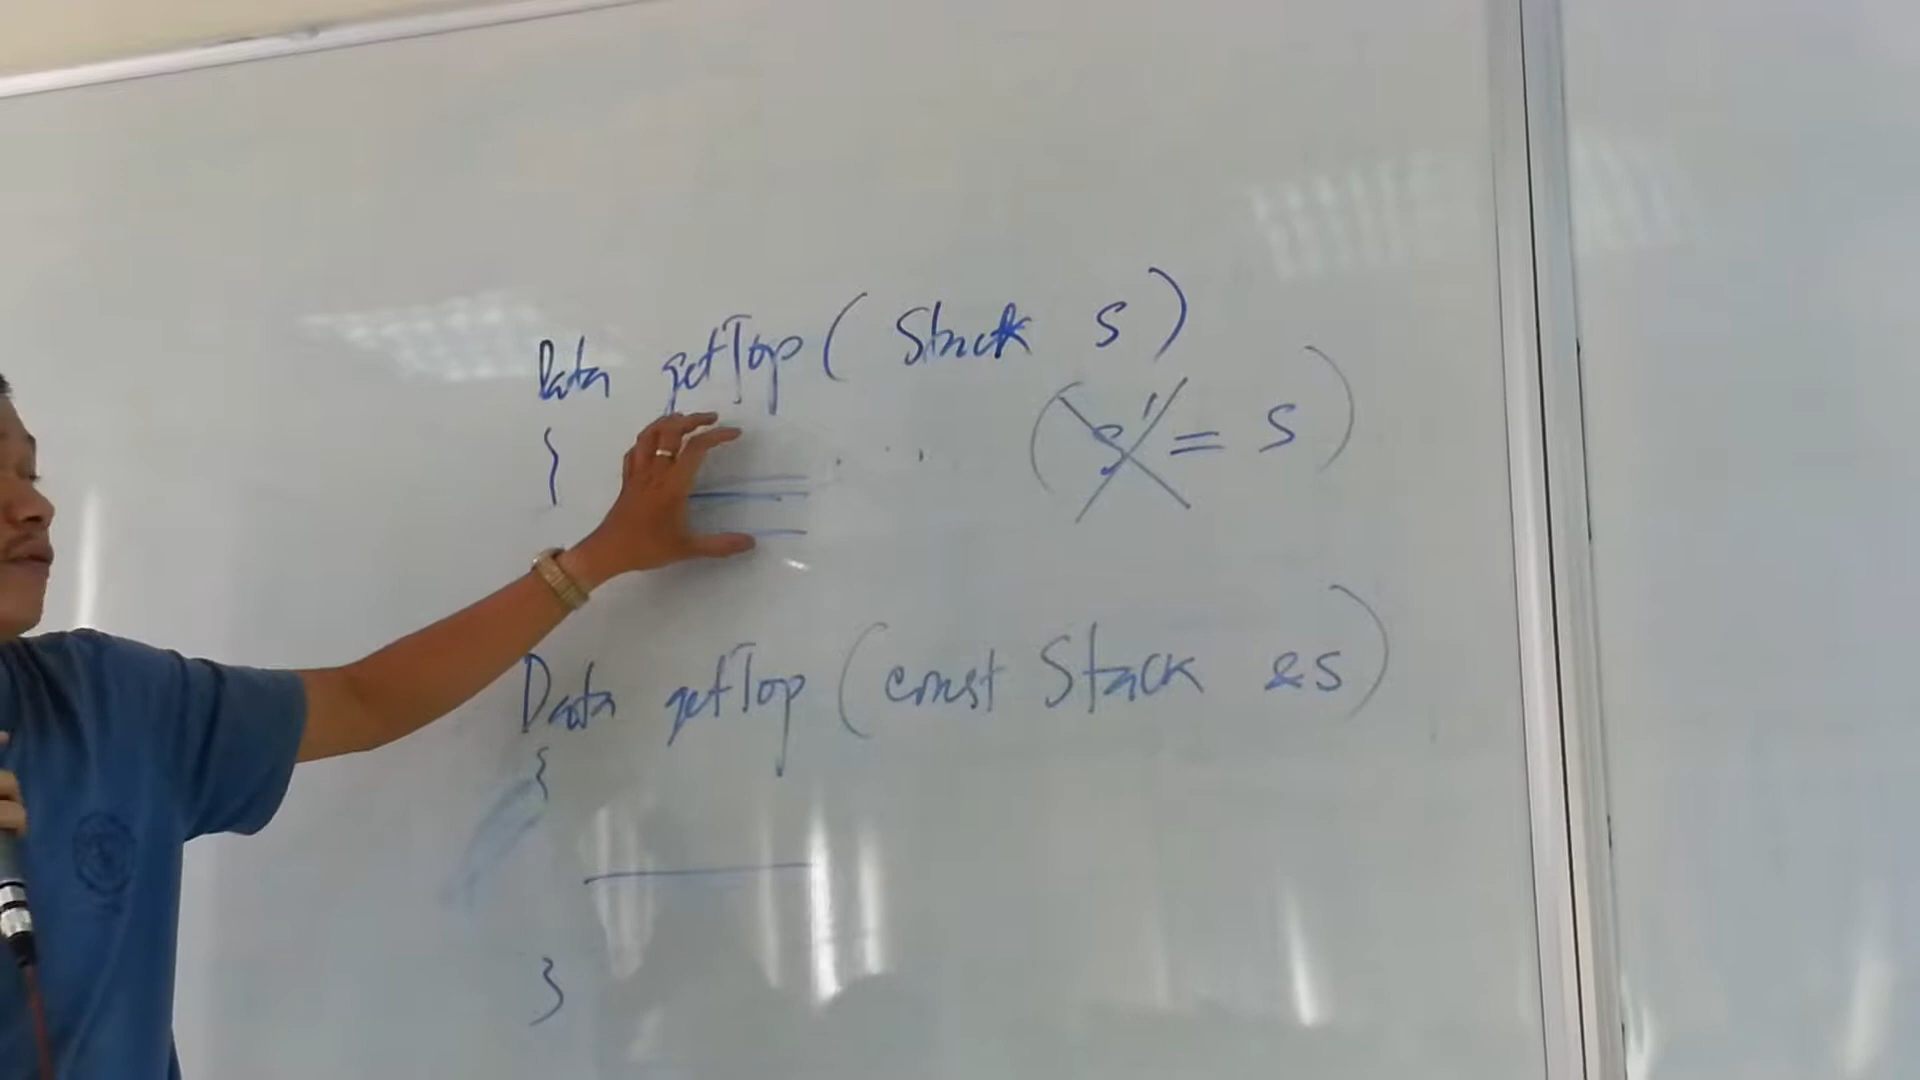 Data getTop ( Stack s )
{ . . . ( s' = s )
Data getTop ( const Stack &s )
{
}